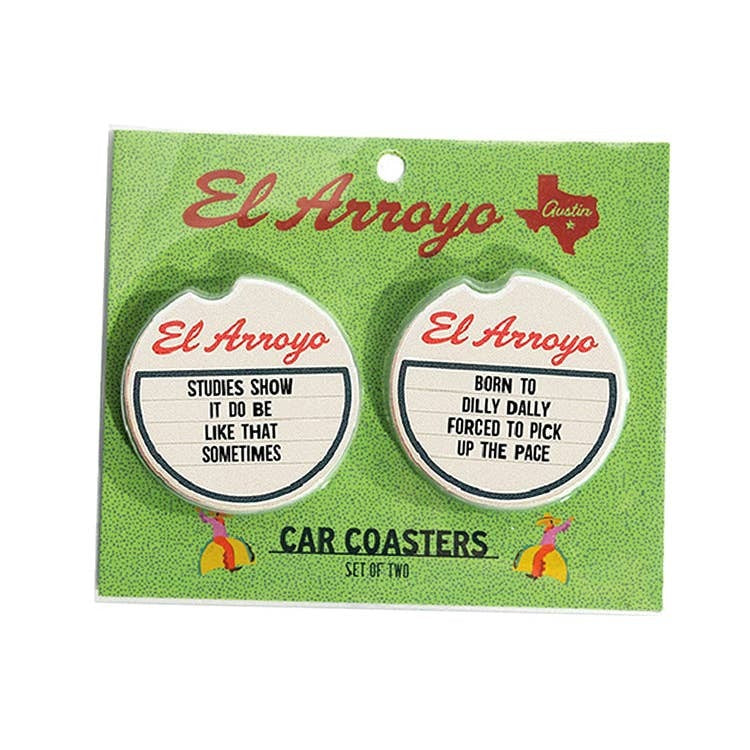 El Arroyo
Austin
El Arroyo
STUDIES SHOW
IT DO BE
LIKE THAT
SOMETIMES
El Arroyo
BORN TO
DILLY DALLY
FORCED TO PICK
UP THE PACE
CAR COASTERS
SET OF TWO